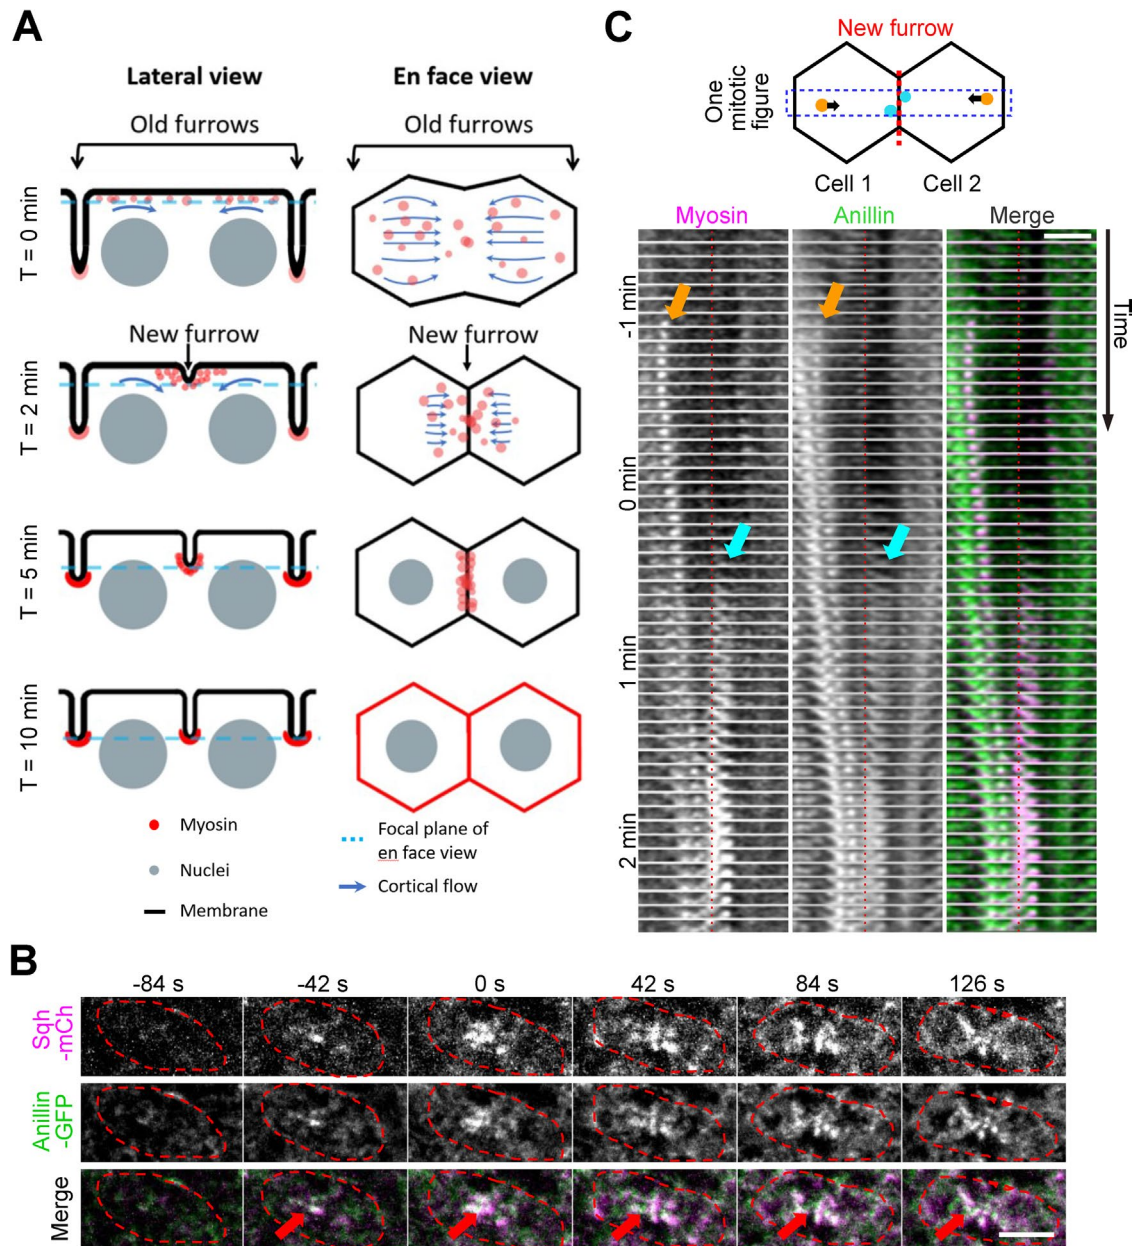 A
Lateral view
En face view
Old furrows
Old furrows
T = 0 min
New furrow
New furrow
T = 2 min
T = 5 min
T = 10 min
Myosin
Nuclei
Membrane
Focal plane of
en face view
Cortical flow
C
New furrow
One
mitotic
figure
Cell 1
Cell 2
Myosin
Anillin
Merge
-1 min
0 min
1 min
2 min
Time
B
-84 s
-42 s
0 s
42 s
84 s
126 s
Sqh
-mCh
Anillin
-GFP
Merge